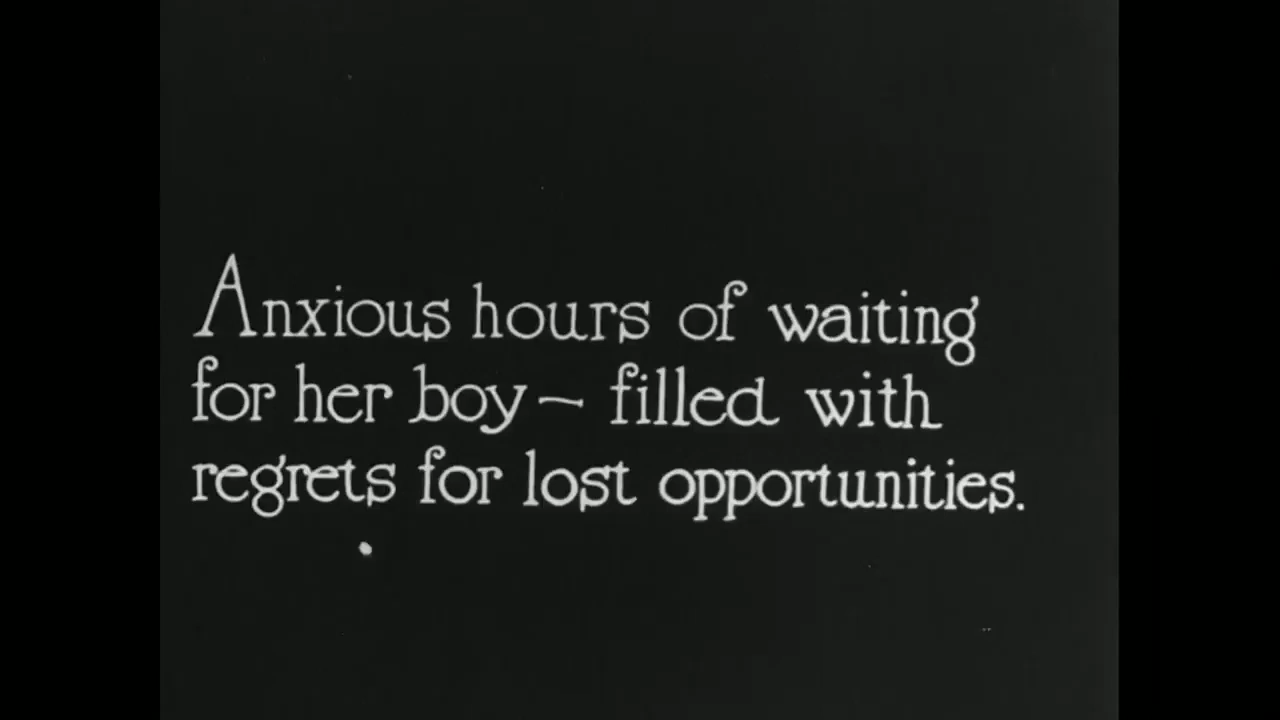 Anxious hours of waiting
for her boy – filled with
regrets for lost opportunities.